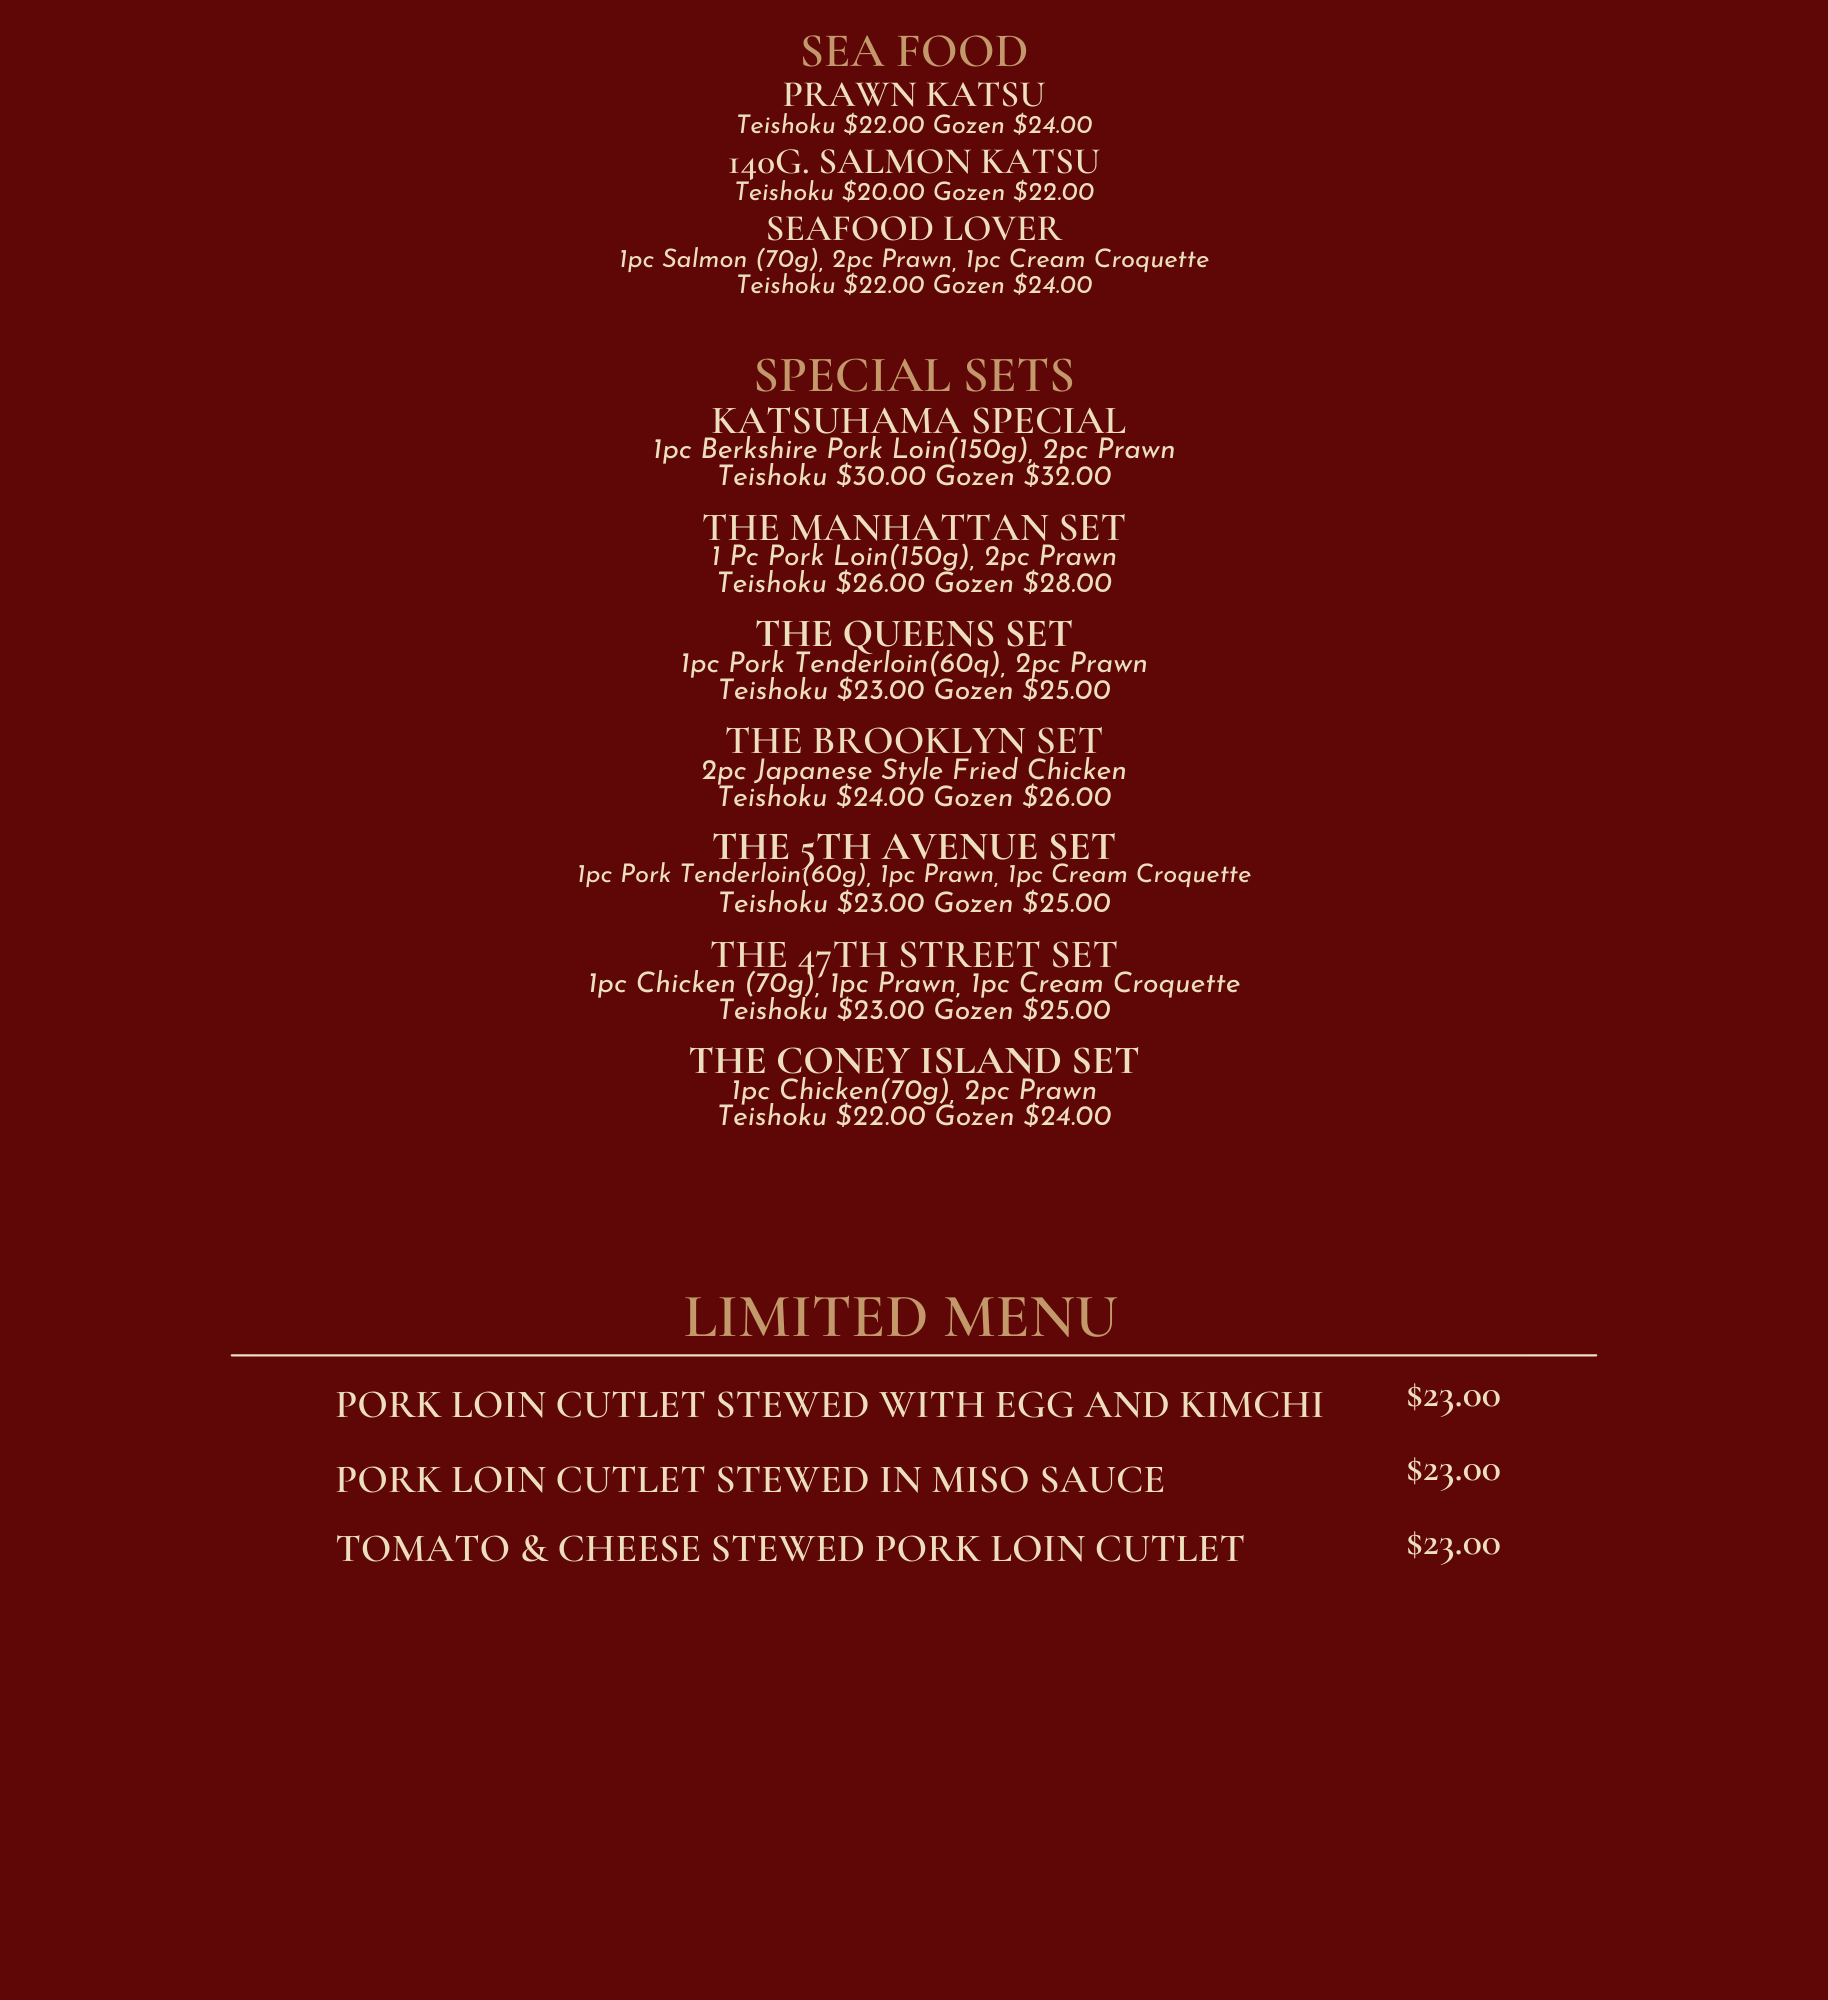 SEA FOOD
PRAWN KATSU
Teishoku $22.00 Gozen $24.00
140G. SALMON KATSU
Teishoku $20.00 Gozen $22.00
SEAFOOD LOVER
1pc Salmon (70g), 2pc Prawn, 1pc Cream Croquette
Teishoku $22.00 Gozen $24.00
SPECIAL SETS
KATSUHAMA SPECIAL
1pc Berkshire Pork Loin(150g), 2pc Prawn
Teishoku $30.00 Gozen $32.00
THE MANHATTAN SET
1 Pc Pork Loin(150g), 2pc Prawn
Teishoku $26.00 Gozen $28.00
THE QUEENS SET
1pc Pork Tenderloin(60q), 2pc Prawn
Teishoku $23.00 Gozen $25.00
THE BROOKLYN SET
2pc Japanese Style Fried Chicken
Teishoku $24.00 Gozen $26.00
THE 5TH AVENUE SET
1pc Pork Tenderloin(60g), 1pc Prawn, 1pc Cream Croquette
Teishoku $23.00 Gozen $25.00
THE 47TH STREET SET
1pc Chicken (70g), 1pc Prawn, 1pc Cream Croquette
Teishoku $23.00 Gozen $25.00
THE CONEY ISLAND SET
1pc Chicken(70g), 2pc Prawn
Teishoku $22.00 Gozen $24.00
LIMITED MENU
PORK LOIN CUTLET STEWED WITH EGG AND KIMCHI $23.00
PORK LOIN CUTLET STEWED IN MISO SAUCE $23.00
TOMATO & CHEESE STEWED PORK LOIN CUTLET $23.00